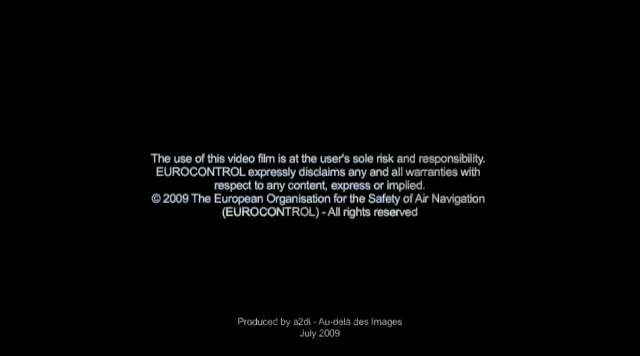 The use of this video film is at the user's sole risk and responsibility.
EUROCONTROL expressly disclaims any and all warranties with
respect to any content, express or implied.
© 2009 The European Organisation for the Safety of Air Navigation
(EUROCONTROL) - All rights reserved
Produced by a2di - Au-delà des Images
July 2009